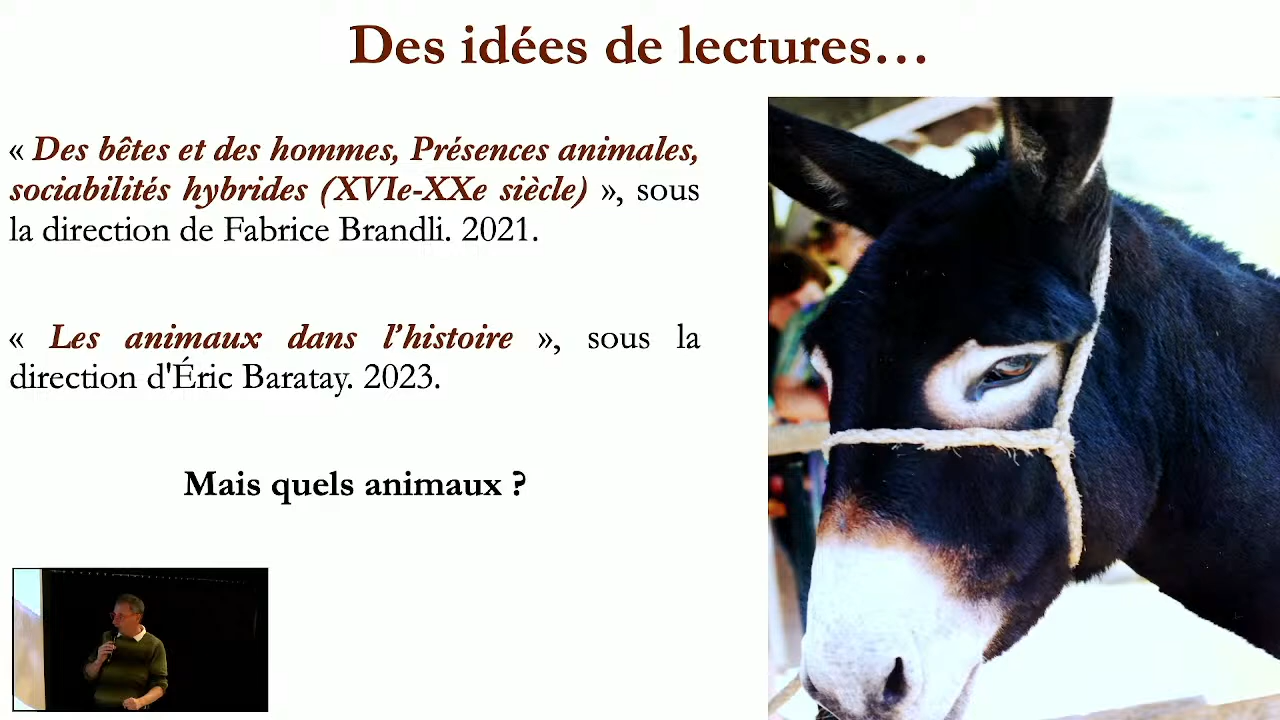 Des idées de lectures…
« Des bêtes et des hommes, Présences animales,
sociabilités hybrides (XVIe-XXe siècle) », sous
la direction de Fabrice Brandli. 2021.
« Les animaux dans l’histoire », sous la
direction d'Éric Baratay. 2023.
Mais quels animaux ?